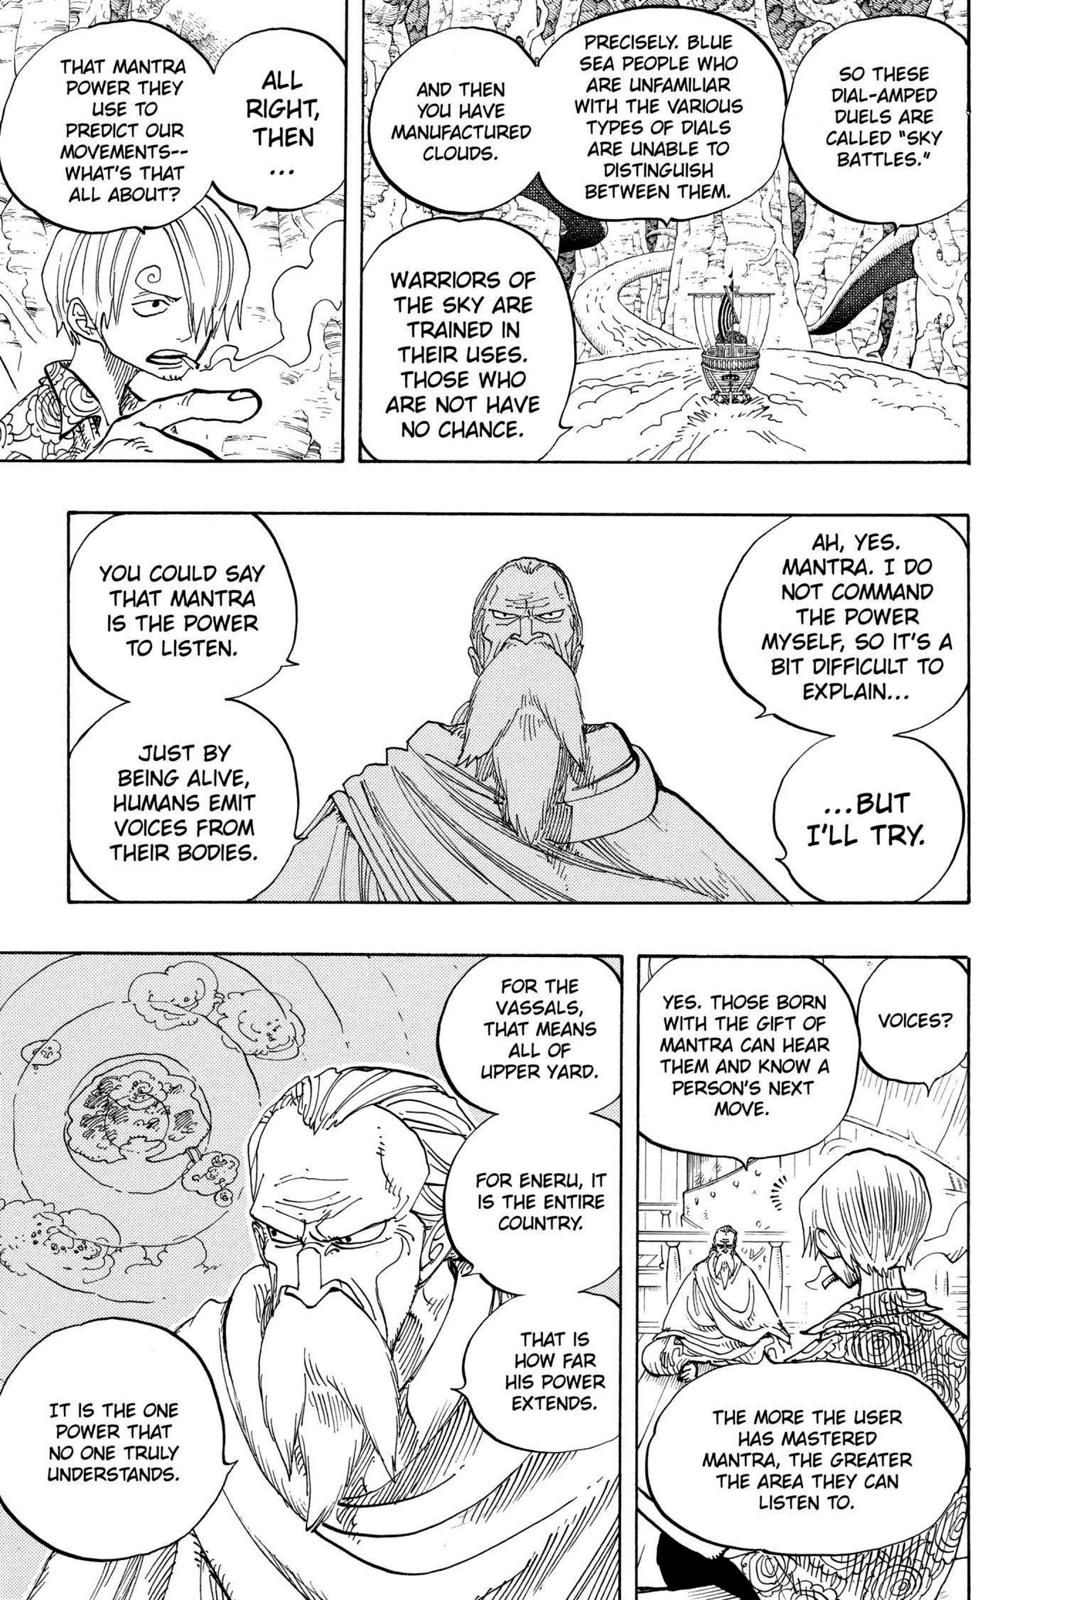 SO THESE
DIAL-AMPED
DUELS ARE
CALLED "SKY
BATTLES."
PRECISELY. BLUE
SEA PEOPLE WHO
ARE UNFAMILIAR
WITH THE VARIOUS
TYPES OF DIALS
ARE UNABLE TO
DISTINGUISH
BETWEEN THEM.
AND THEN
YOU HAVE
MANUFACTURED
CLOUDS.
WARRIORS OF
THE SKY ARE
TRAINED IN
THEIR USES.
THOSE WHO
ARE NOT HAVE
NO CHANCE.
ALL
RIGHT,
THEN
...
THAT MANTRA
POWER THEY
USE TO
PREDICT OUR
MOVEMENTS--
WHAT'S THAT
ALL ABOUT?
AH, YES.
MANTRA. I DO
NOT COMMAND
THE POWER
MYSELF, SO IT'S A
BIT DIFFICULT TO
EXPLAIN...
...BUT
I'LL TRY.
YOU COULD SAY
THAT MANTRA
IS THE POWER
TO LISTEN.
JUST BY
BEING ALIVE,
HUMANS EMIT
VOICES FROM
THEIR BODIES.
VOICES?
YES. THOSE BORN
WITH THE GIFT OF
MANTRA CAN HEAR
THEM AND KNOW A
PERSON'S NEXT
MOVE.
THE MORE THE USER
HAS MASTERED
MANTRA, THE GREATER
THE AREA THEY CAN
LISTEN TO.
FOR THE
VASSALS,
THAT MEANS
ALL OF
UPPER YARD.
FOR ENERU, IT
IS THE ENTIRE
COUNTRY.
THAT IS
HOW FAR
HIS POWER
EXTENDS.
IT IS THE ONE
POWER THAT
NO ONE TRULY
UNDERSTANDS.